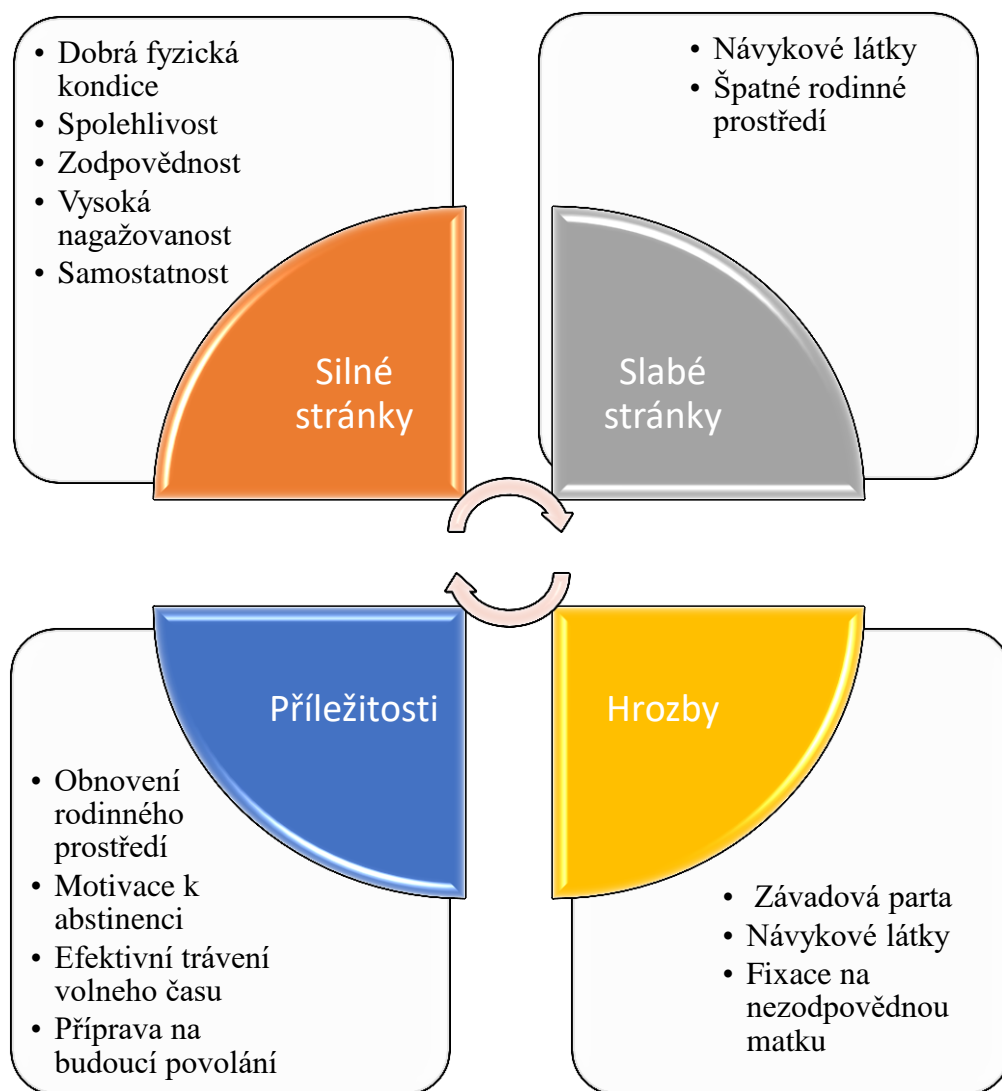 • Dobrá fyzická
kondice
• Spolehlivost
• Zodpovědnost
• Vysoká
nagažovanost
• Samostatnost
• Návykové látky
• Špatné rodinné
prostředí
Silné
stránky
Slabé
stránky
Příležitosti
Hrozby
• Obnovení
rodinného
prostředí
• Motivace k
abstinenci
• Efektivní trávení
volneho času
• Příprava na
budoucí povolání
• Závadová parta
• Návykové látky
• Fixace na
nezodpovědnou
matku